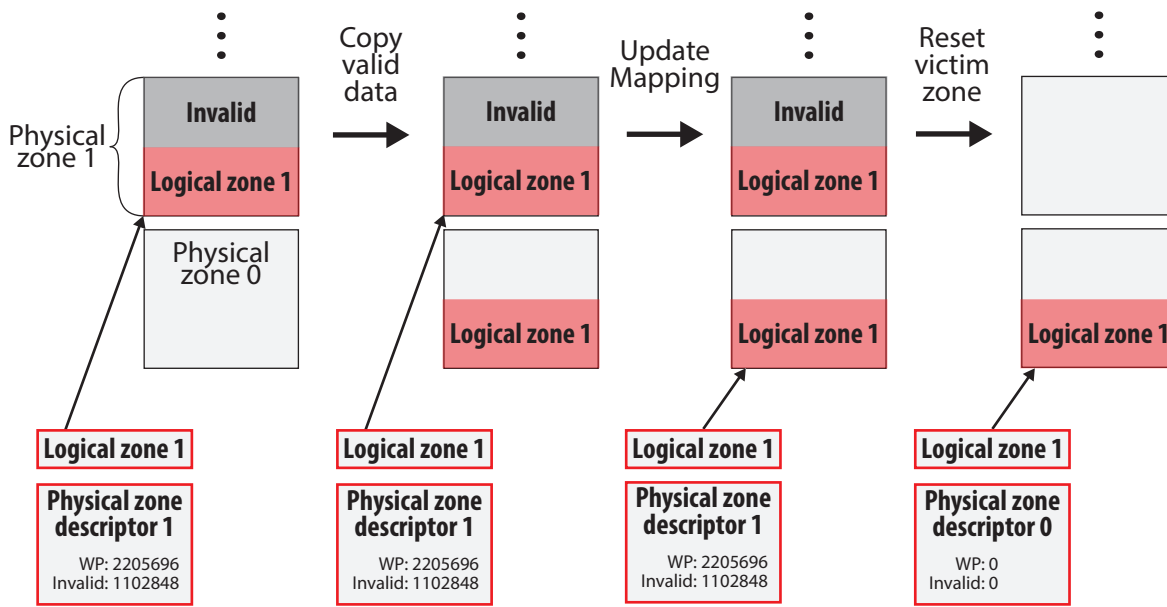 Copy
valid
data
Update
Mapping
Reset
victim
zone
Physical
zone 1
Invalid
Logical zone 1
Invalid
Logical zone 1
Invalid
Logical zone 1
Physical
zone 0
Logical zone 1
Logical zone 1
Logical zone 1
Logical zone 1
Logical zone 1
Logical zone 1
Logical zone 1
Physical zone
descriptor 1
WP: 2205696
Invalid: 1102848
Physical zone
descriptor 1
WP: 2205696
Invalid: 1102848
Physical zone
descriptor 1
WP: 2205696
Invalid: 1102848
Physical zone
descriptor 0
WP: 0
Invalid: 0